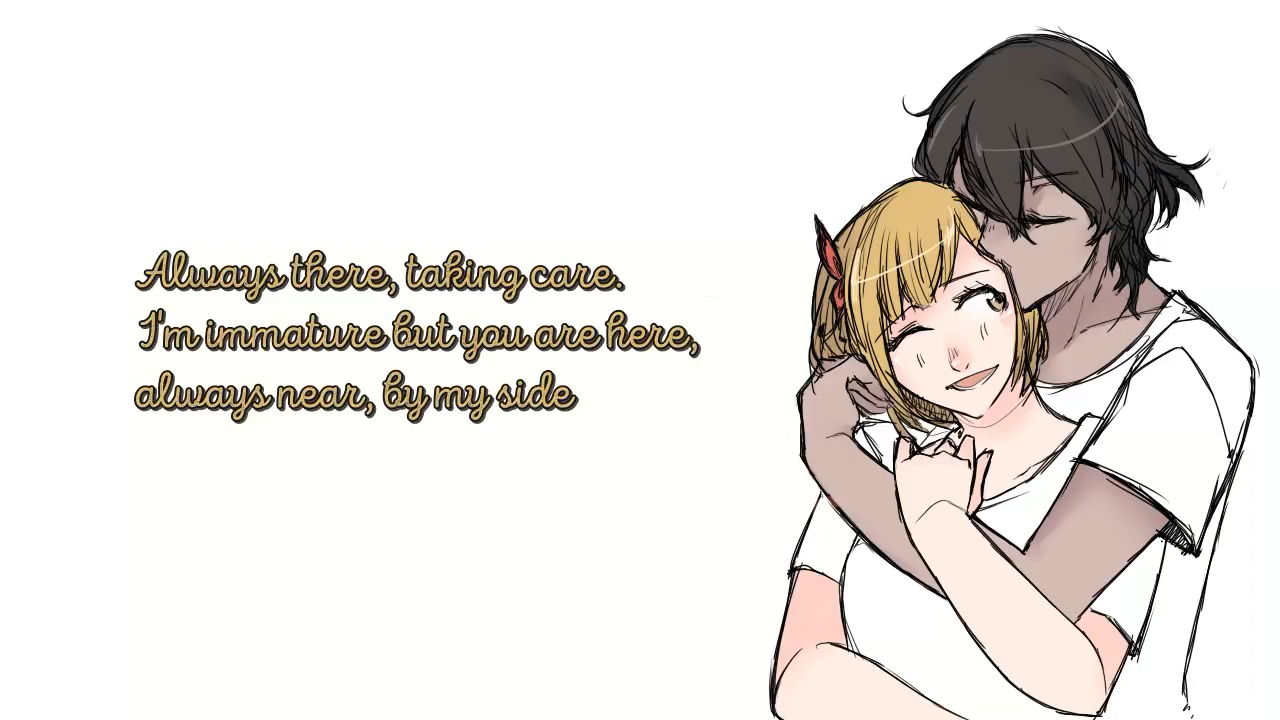 Always there, taking care.
I'm immature but you are here,
always near, by my side